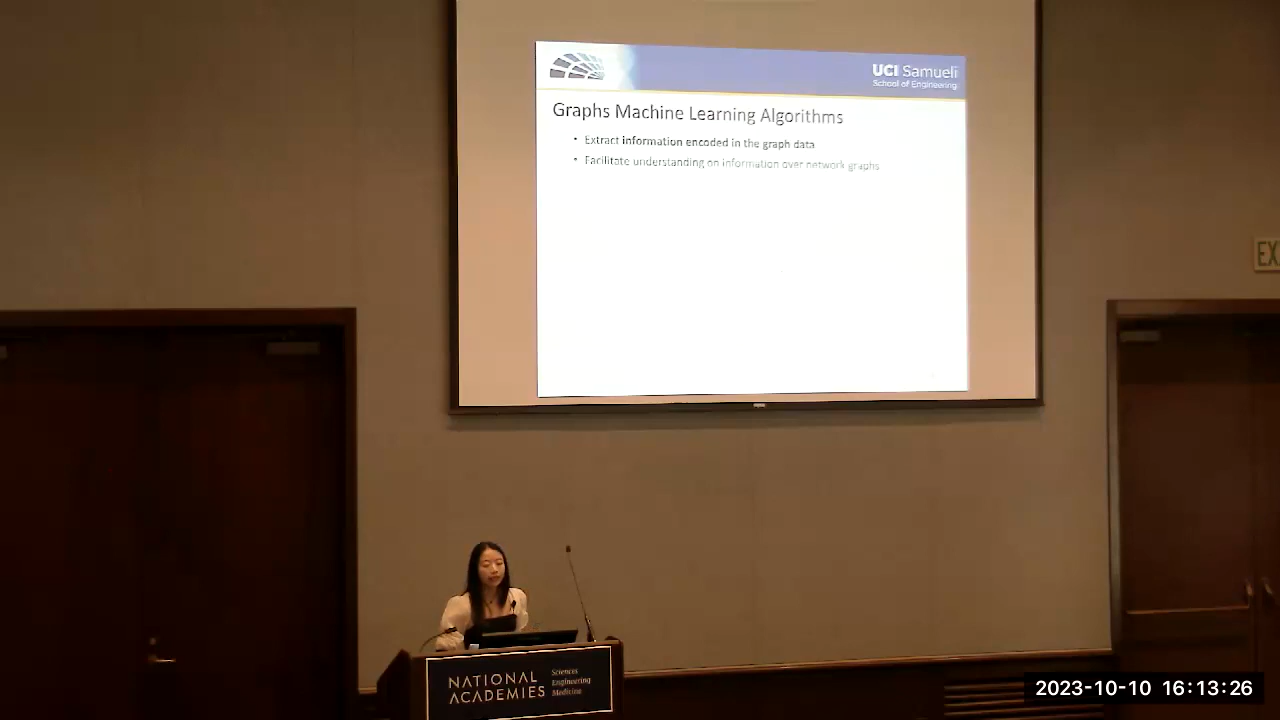 UCI Samueli
School of Engineering
Graphs Machine Learning Algorithms
• Extract information encoded in the graph data
• Facilitate understanding on information over network graphs
EX
NATIONAL
ACADEMIES
Sciences
Engineering
Medicine
2023-10-10 16:13:26